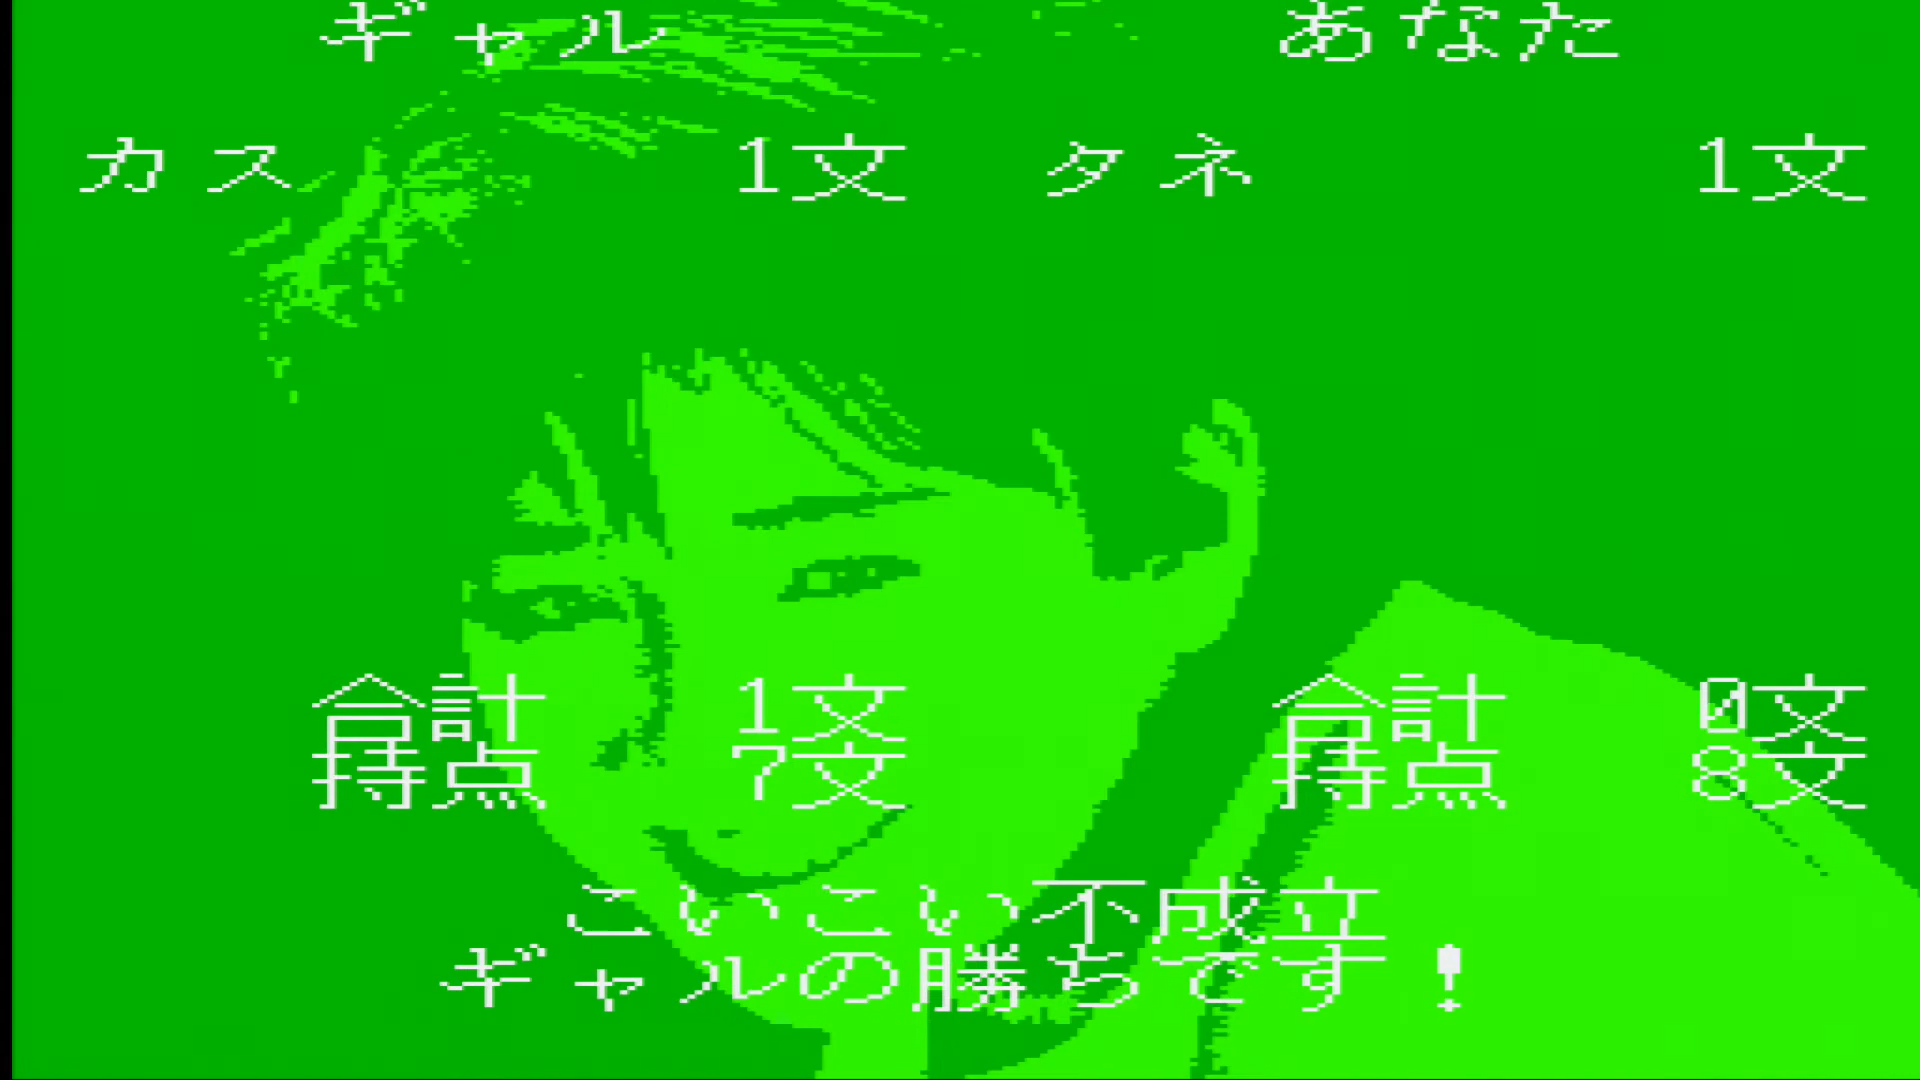 ギャル あなた
カス 1文 タネ 1文
合計 1文 合計 0文
持点 7文 持点 8文
こいこい不成立
ギャルの勝ちです!